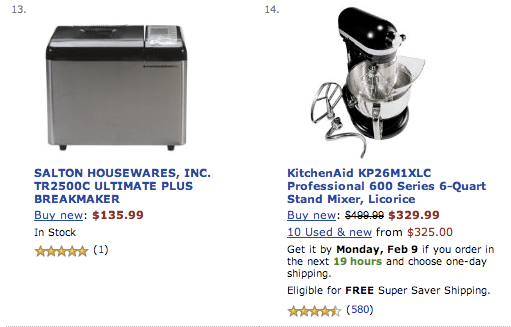 13.
SALTON HOUSEWARES, INC.
TR2500C ULTIMATE PLUS
BREAKMAKER
Buy new: $135.99
In Stock
(1)
14.
KitchenAid KP26M1XLC
Professional 600 Series 6-Quart
Stand Mixer, Licorice
Buy new: $499.99 $329.99
10 Used & new from $325.00
Get it by Monday, Feb 9 if you order in
the next 19 hours and choose one-day
shipping.
Eligible for FREE Super Saver Shipping.
(580)